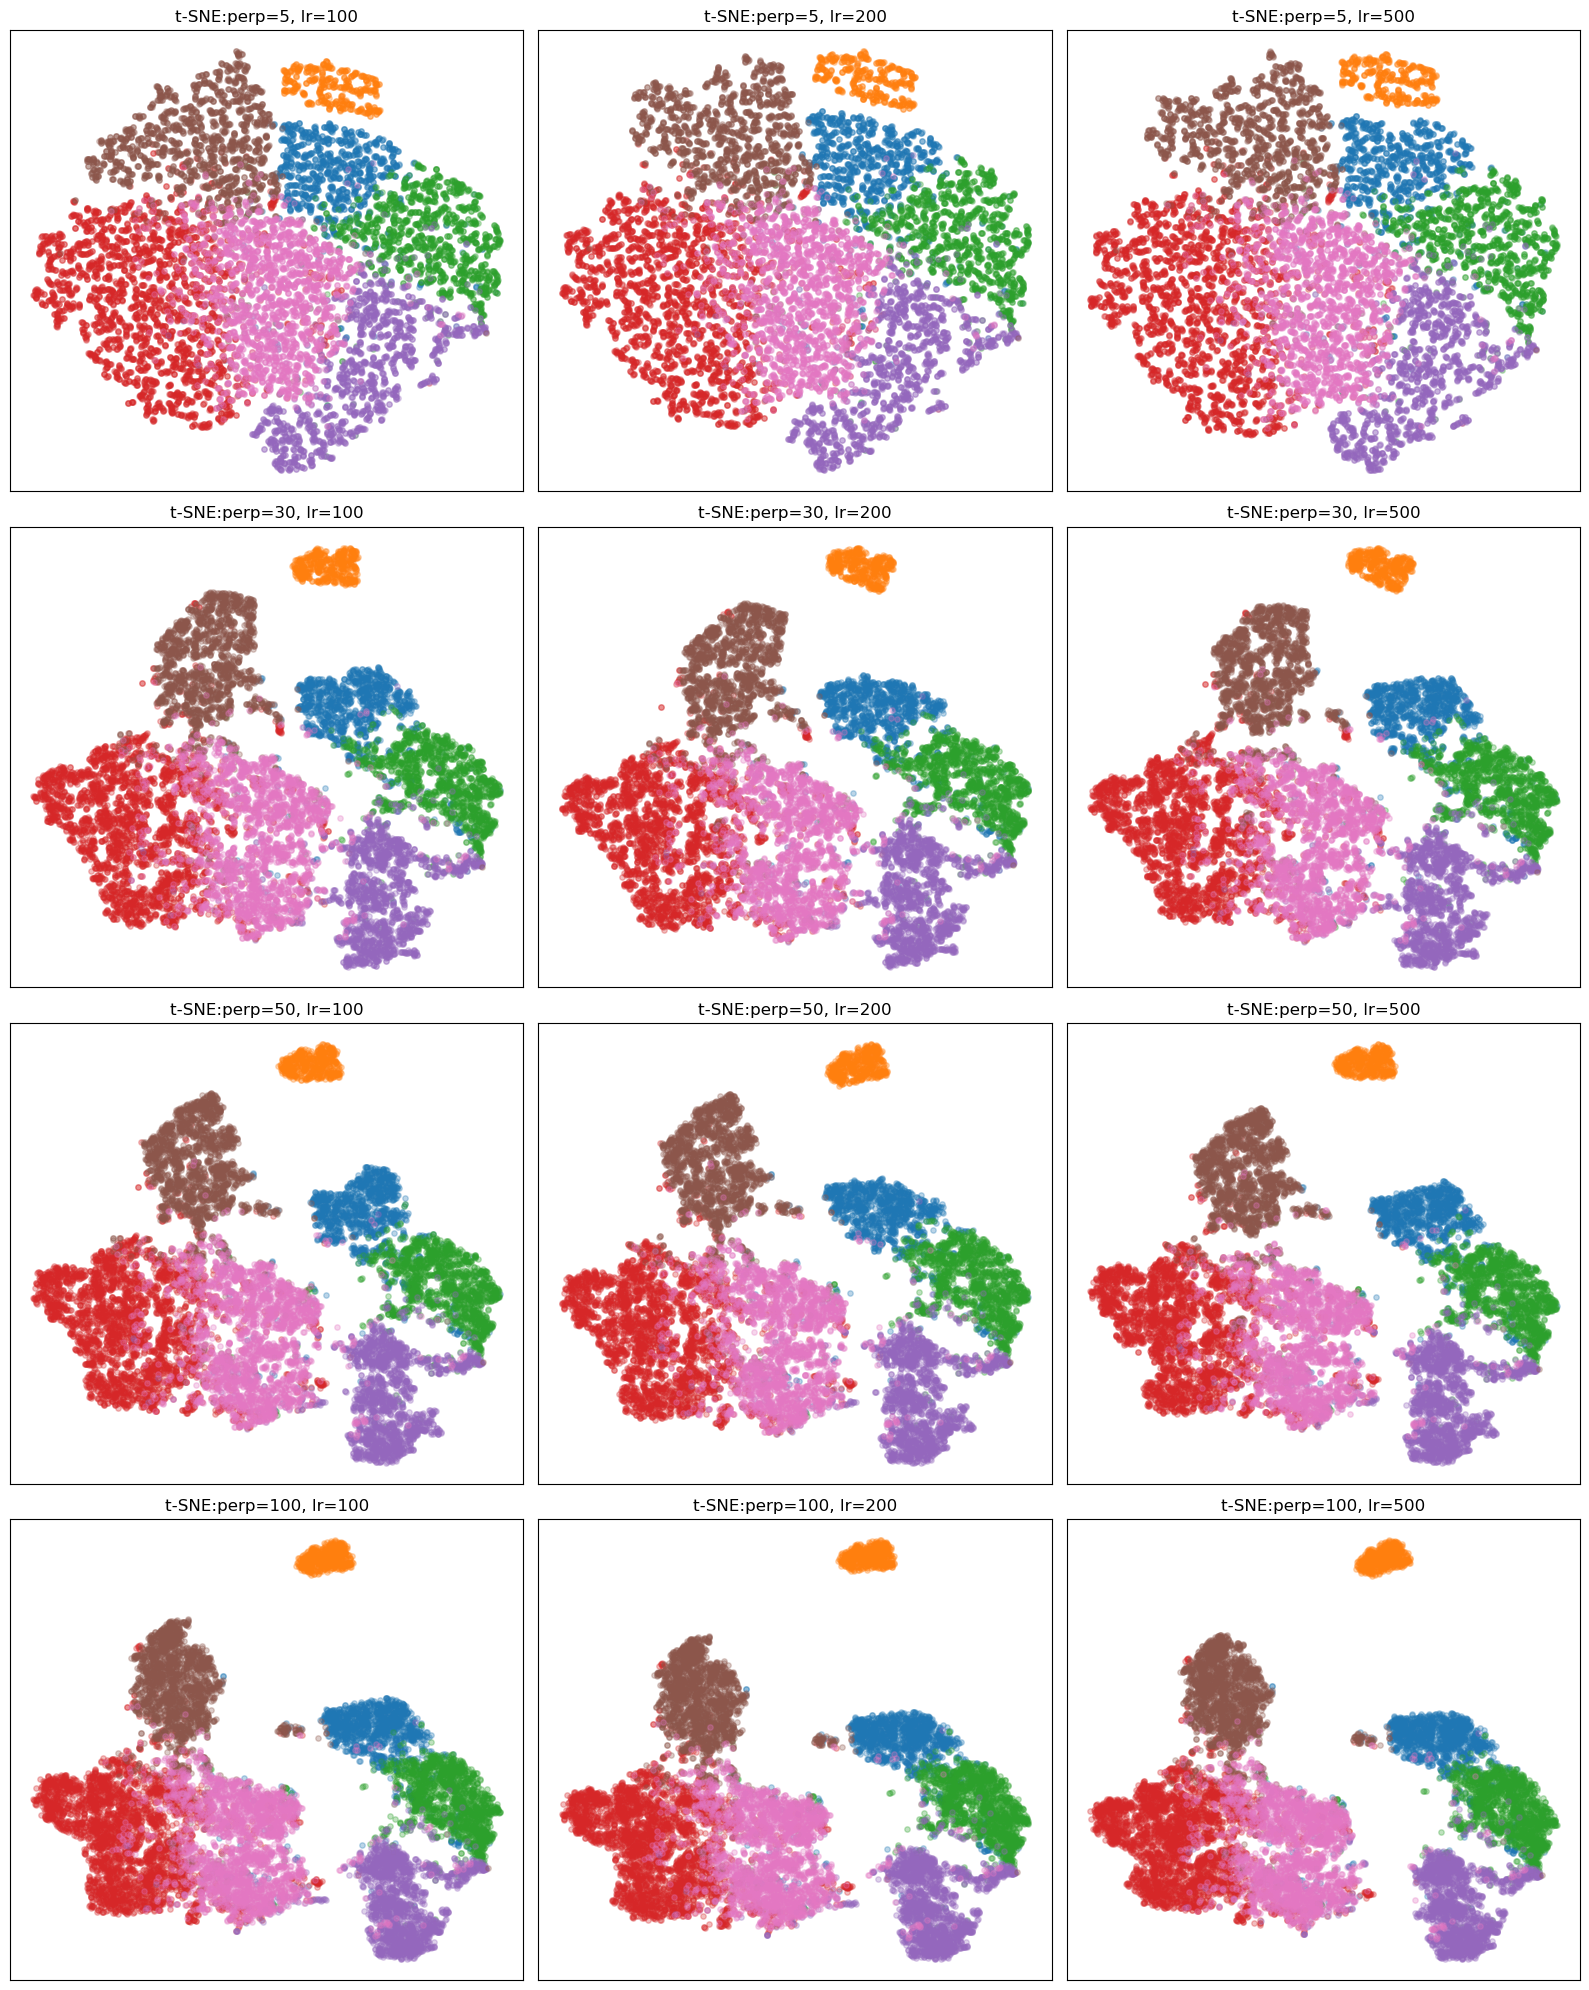 t-SNE:perp=5, lr=100
t-SNE:perp=5, lr=200
t-SNE:perp=5, lr=500
t-SNE:perp=30, lr=100
t-SNE:perp=30, lr=200
t-SNE:perp=30, lr=500
t-SNE:perp=50, lr=100
t-SNE:perp=50, lr=200
t-SNE:perp=50, lr=500
t-SNE:perp=100, lr=100
t-SNE:perp=100, lr=200
t-SNE:perp=100, lr=500